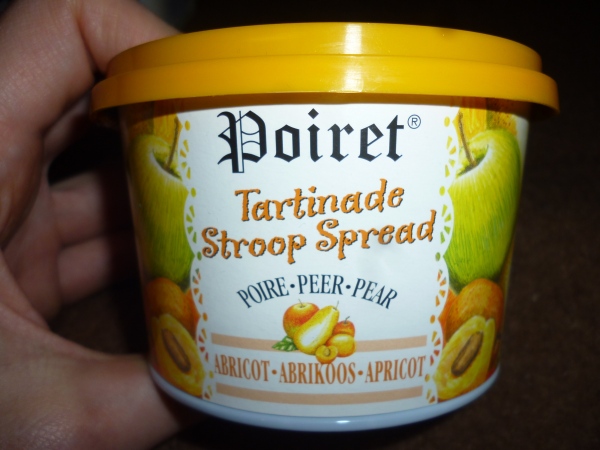 Poiret®
Tartinade
Stroop Spread
POIRE • PEER • PEAR
ABRICOT • ABRIKOOS • APRICOT